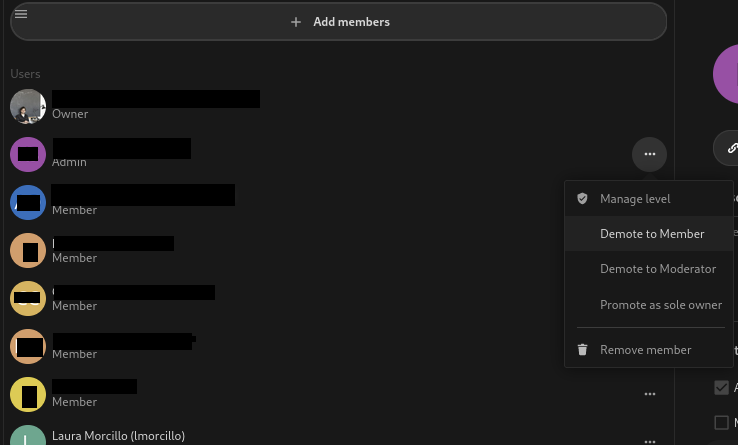 + Add members
Users
Owner
Admin
Member
Member
Member
Member
Member
Laura Morcillo (lmorcillo)
Manage level
Demote to Member
Demote to Moderator
Promote as sole owner
Remove member